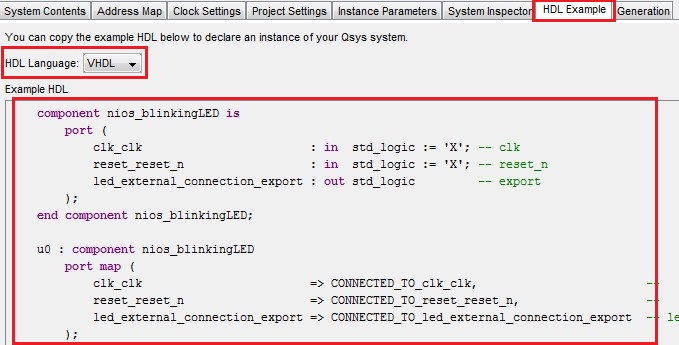 System Contents Address Map Clock Settings Project Settings Instance Parameters System Inspector HDL Example Generation
You can copy the example HDL below to declare an instance of your Qsys system.
HDL Language: VHDL
Example HDL
component nios_blinkingLED is
port (
clk_clk : in std_logic := 'X'; -- clk
reset_reset_n : in std_logic := 'X'; -- reset_n
led_external_connection_export : out std_logic -- export
);
end component nios_blinkingLED;
u0 : component nios_blinkingLED
port map (
clk_clk => CONNECTED_TO_clk_clk, --
reset_reset_n => CONNECTED_TO_reset_reset_n, --
led_external_connection_export => CONNECTED_TO_led_external_connection_export -- le
);